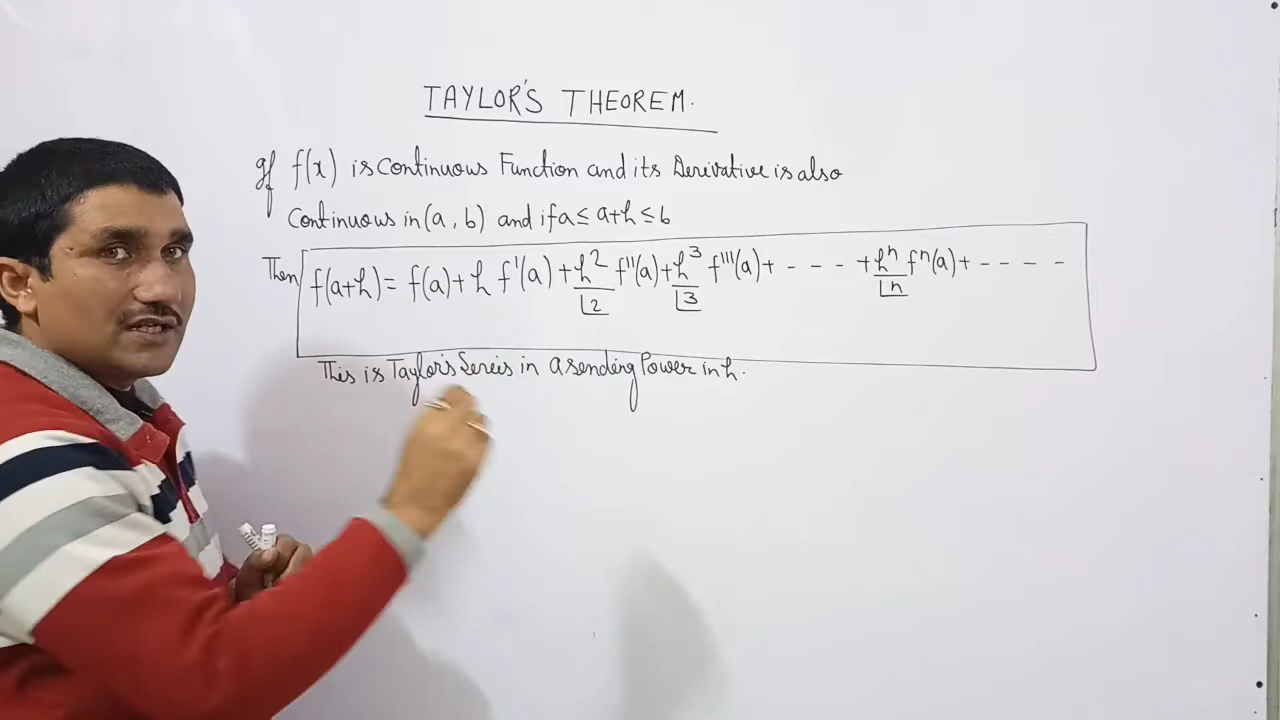 TAYLOR'S THEOREM.
If f(x) is Continuous Function and its Derivative is also
Continuous in (a, b) and if a ≤ a+h ≤ b
Then f(a+h) = f(a) + h f'(a) + h²/⌊2 f''(a) + h³/⌊3 f'''(a) + - - - - + hⁿ/⌊n fⁿ(a) + - - - -
This is Taylor's Sereis in Asending Power in h.